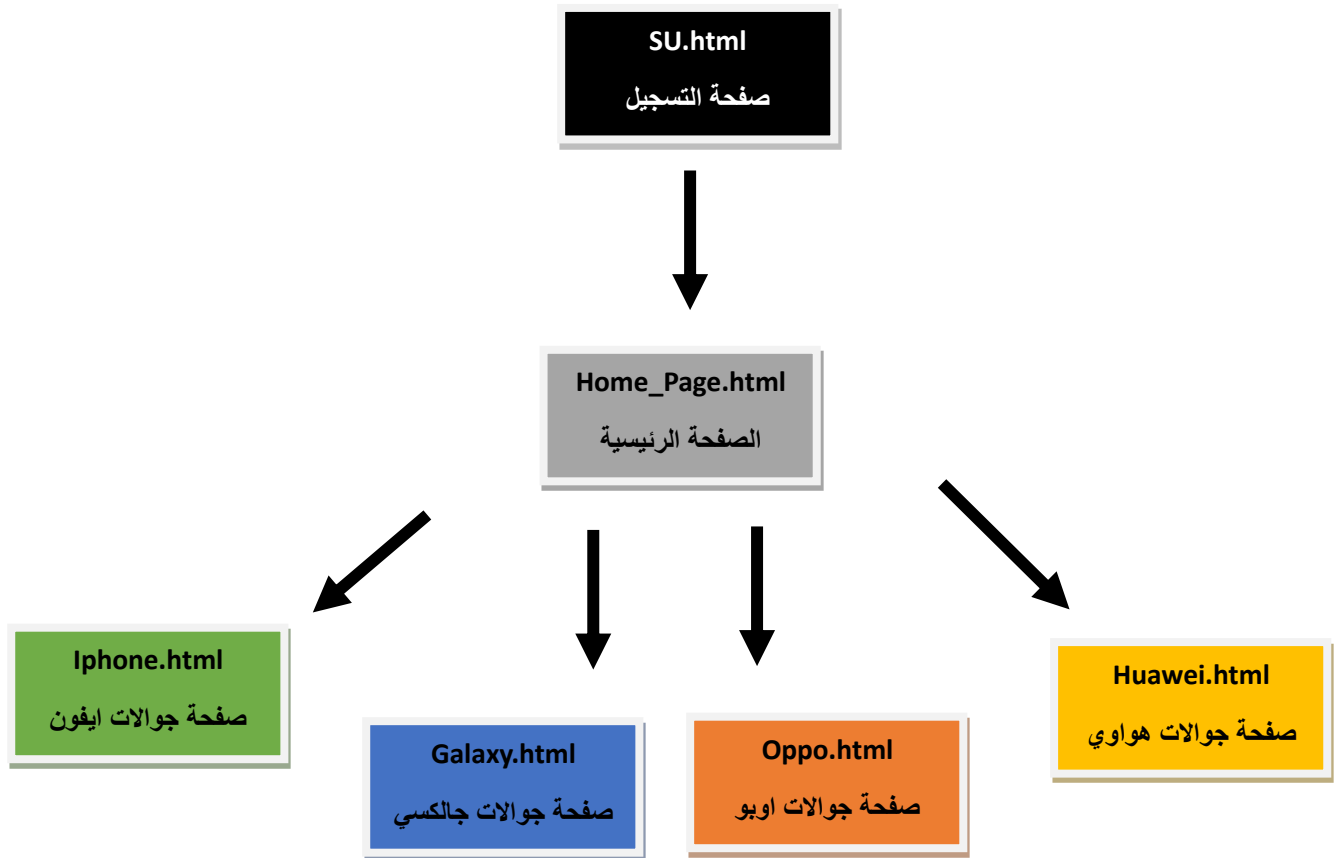 SU.html
صفحة التسجيل
Home_Page.html
الصفحة الرئيسية
Iphone.html
صفحة جوالات ايفون
Galaxy.html
صفحة جوالات جالكسي
Oppo.html
صفحة جوالات اوبو
Huawei.html
صفحة جوالات هواوي